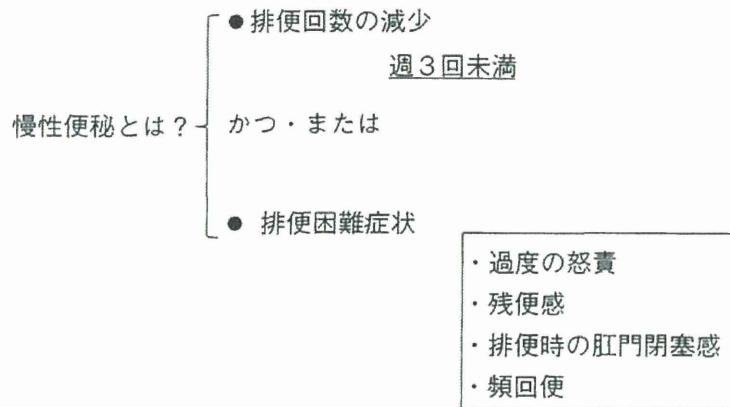 ●排便回数の減少
週3回未満
慢性便秘とは？
かつ・または
● 排便困難症状
・過度の怒責
・残便感
・排便時の肛門閉塞感
・頻回便